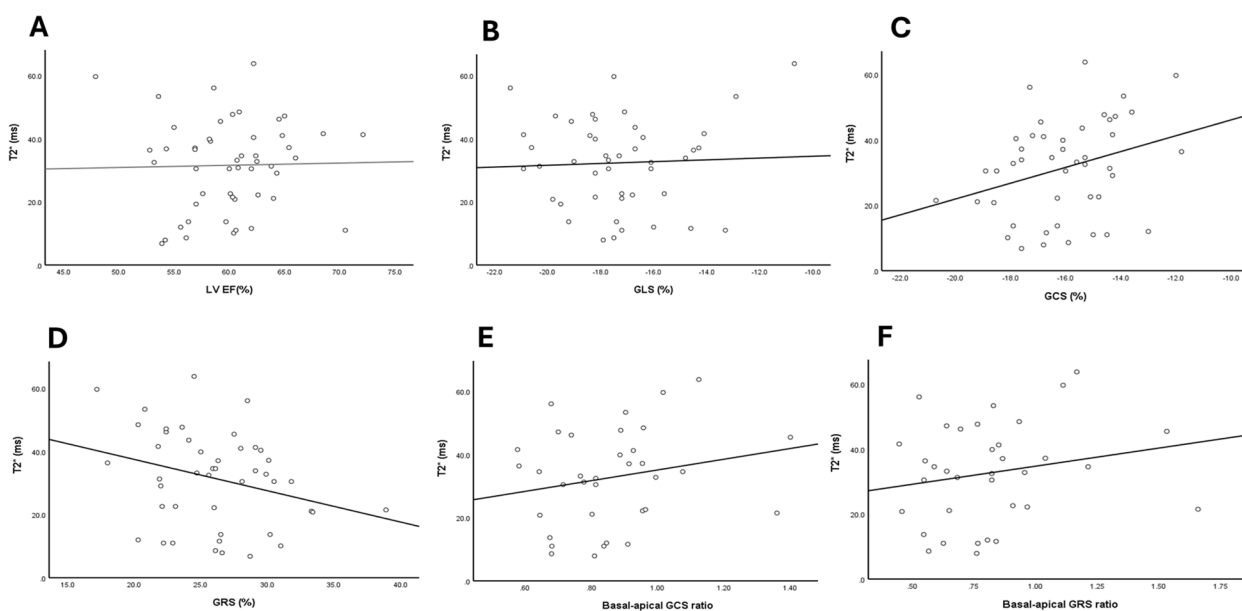 A
T2* (ms)
60.0
40.0
20.0
.0
45.0 50.0 55.0 60.0 65.0 70.0 75.0
LV EF(%)
B
T2* (ms)
60.0
40.0
20.0
.0
-22.0 -20.0 -18.0 -16.0 -14.0 -12.0 -10.0
GLS (%)
C
T2* (ms)
60.0
40.0
20.0
.0
-22.0 -20.0 -18.0 -16.0 -14.0 -12.0 -10.0
GCS (%)
D
T2* (ms)
60.0
40.0
20.0
.0
15.0 20.0 25.0 30.0 35.0 40.0
GRS (%)
E
T2* (ms)
60.0
40.0
20.0
.0
.60 .80 1.00 1.20 1.40
Basal-apical GCS ratio
F
T2* (ms)
60.0
40.0
20.0
.0
.50 .75 1.00 1.25 1.50 1.75
Basal-apical GRS ratio